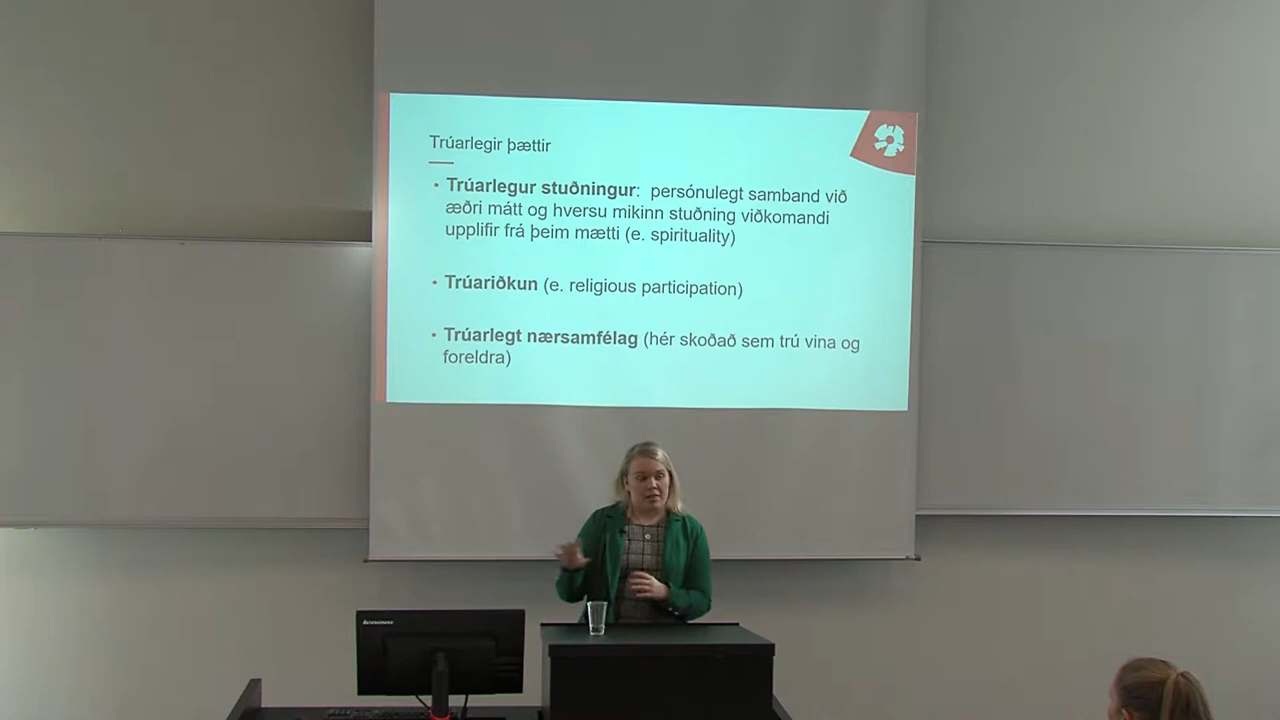 Trúarlegir þættir
• Trúarlegur stuðningur: persónulegt samband við
æðri mátt og hversu mikinn stuðning viðkomandi
upplifir frá þeim mætti (e. spirituality)
• Trúariðkun (e. religious participation)
• Trúarlegt nærsamfélag (hér skoðað sem trú vina og
foreldra)
lenovo